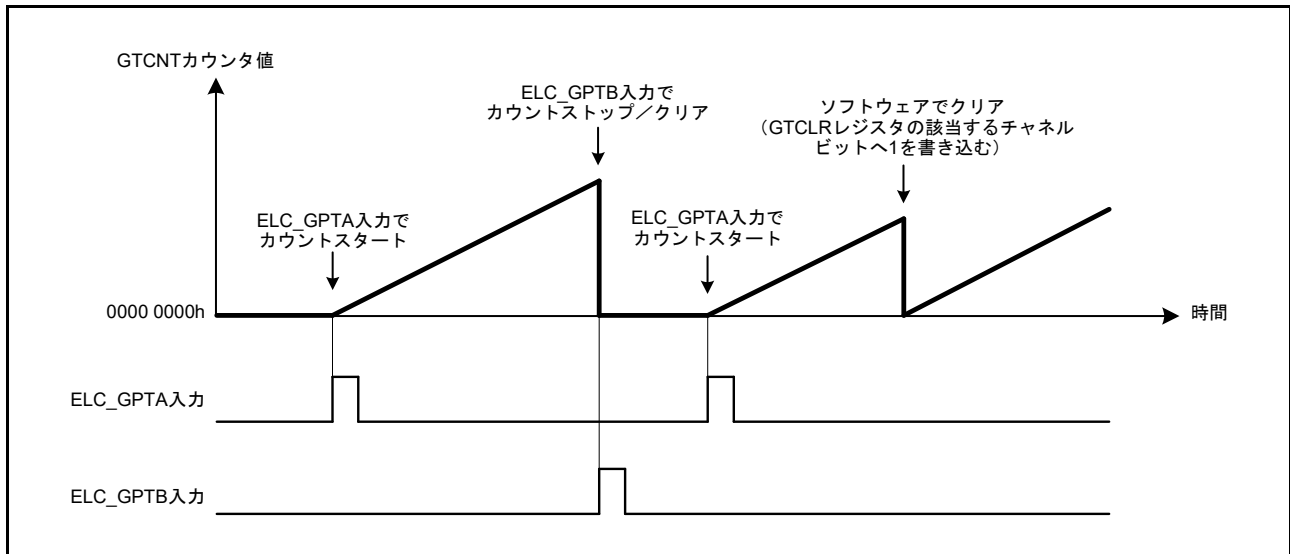 GTCNTカウンタ値
ELC_GPTB入力で
カウントストップ／クリア
ソフトウェアでクリア
（GTCLRレジスタの該当するチャネル
ビットへ1を書き込む）
ELC_GPTA入力で
カウントスタート
ELC_GPTA入力で
カウントスタート
0000 0000h
時間
ELC_GPTA入力
ELC_GPTB入力